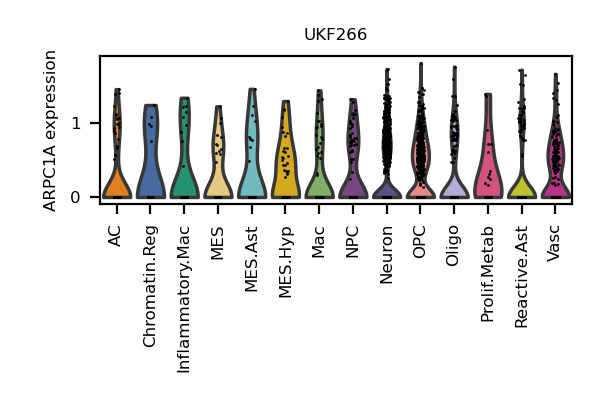 UKF266
ARPC1A expression
1
0
AC
Chromatin.Reg
Inflammatory.Mac
MES
MES.Ast
MES.Hyp
Mac
NPC
Neuron
OPC
Oligo
Prolif.Metab
Reactive.Ast
Vasc